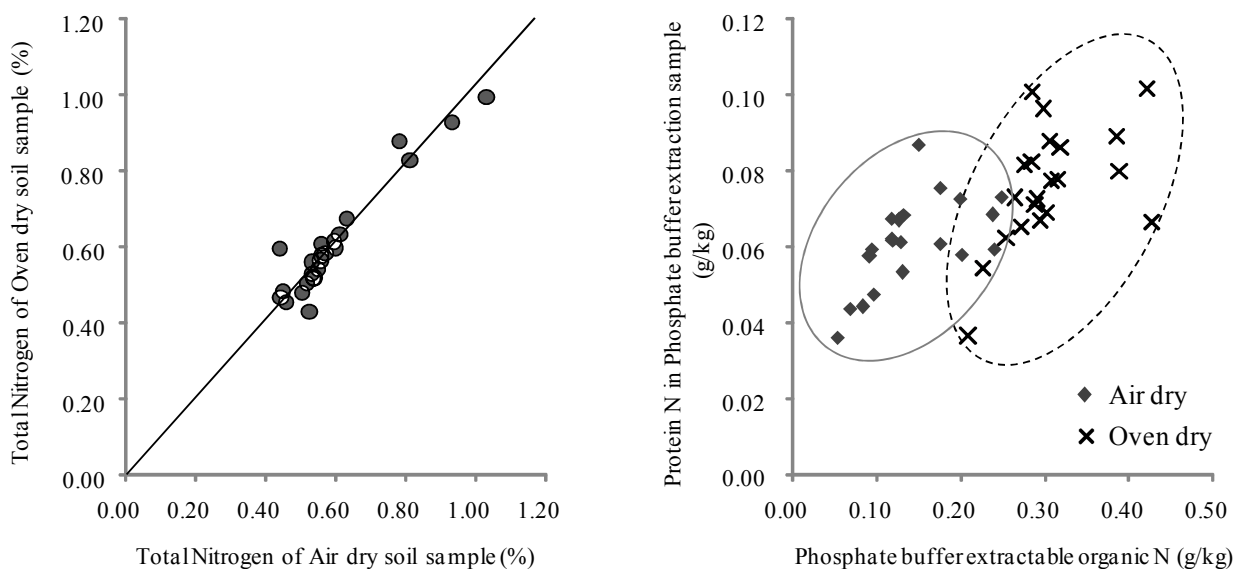 Total Nitrogen of Oven dry soil sample (%)
1.20
1.00
0.80
0.60
0.40
0.20
0.00
0.00 0.20 0.40 0.60 0.80 1.00 1.20
Total Nitrogen of Air dry soil sample (%)
Protein N in Phosphate buffer extraction sample
(g/kg)
0.12
0.10
0.08
0.06
0.04
0.02
0.00
Air dry
Oven dry
0.00 0.10 0.20 0.30 0.40 0.50
Phosphate buffer extractable organic N (g/kg)